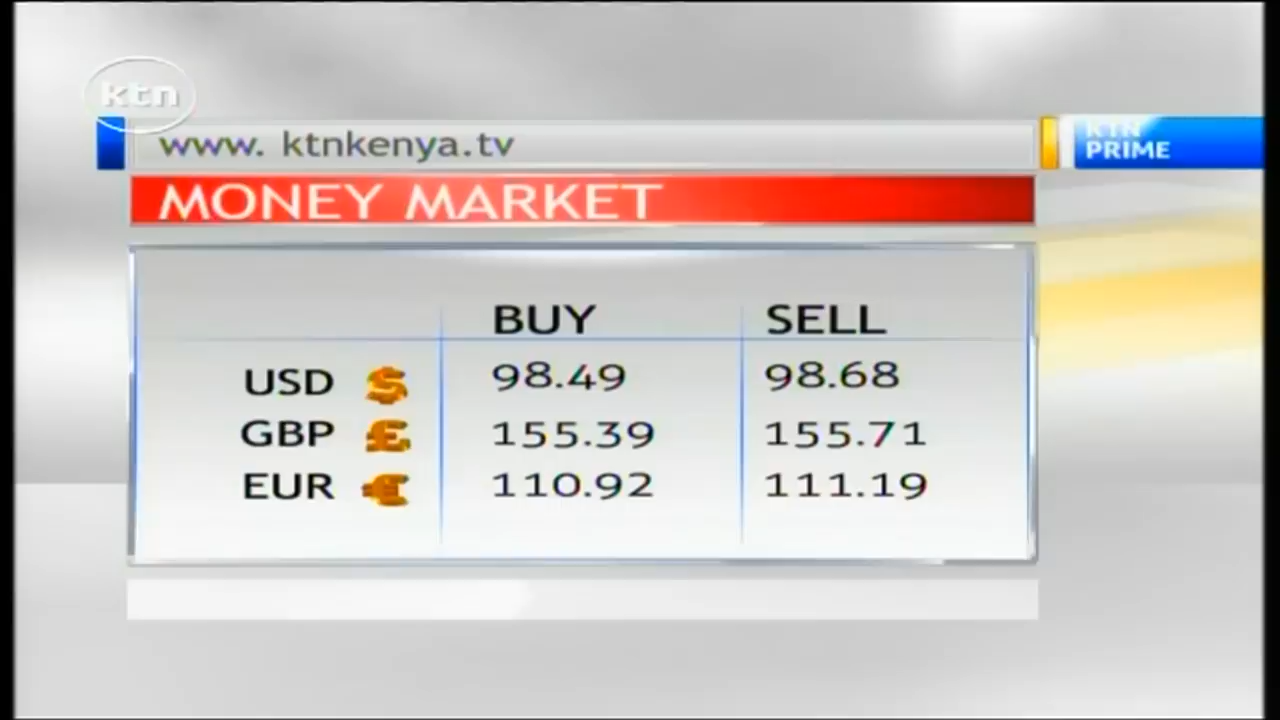 ktn
www. ktnkenya.tv
KTN
PRIME
MONEY MARKET
BUY SELL
USD $ 98.49 98.68
GBP £ 155.39 155.71
EUR € 110.92 111.19